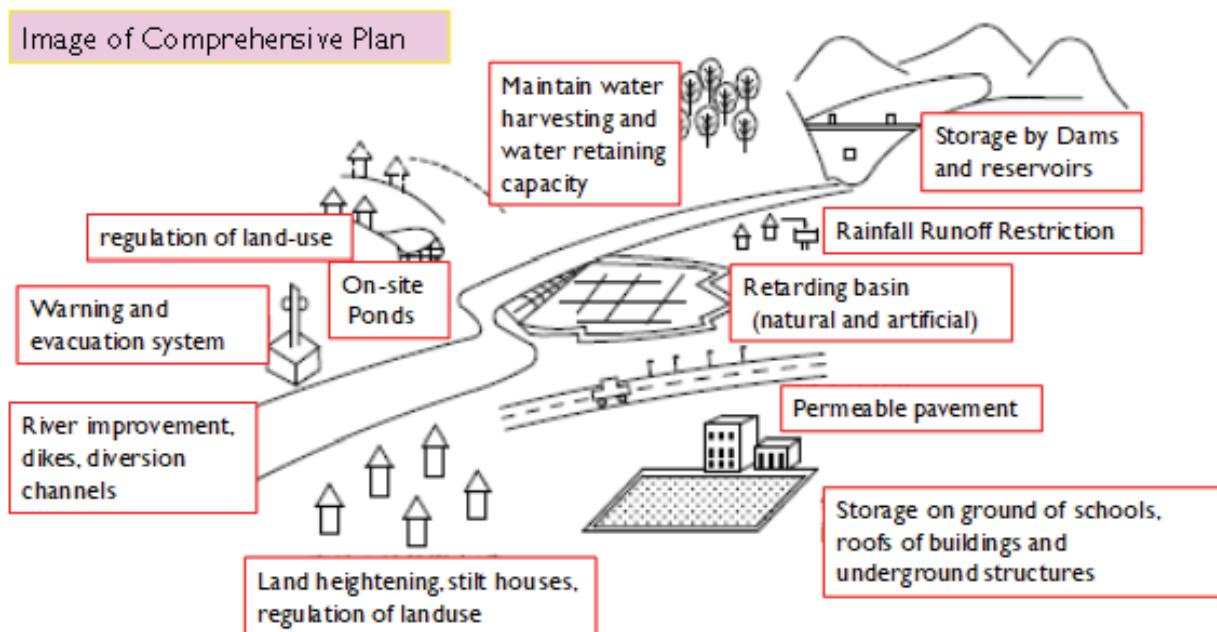 Image of Comprehensive Plan
Maintain water
harvesting and
water retaining
capacity
Storage by Dams
and reservoirs
regulation of land-use
Rainfall Runoff Restriction
On-site
Ponds
Retarding basin
(natural and artificial)
Warning and
evacuation system
Permeable pavement
River improvement,
dikes, diversion
channels
Storage on ground of schools,
roofs of buildings and
underground structures
Land heightening, stilt houses,
regulation of landuse